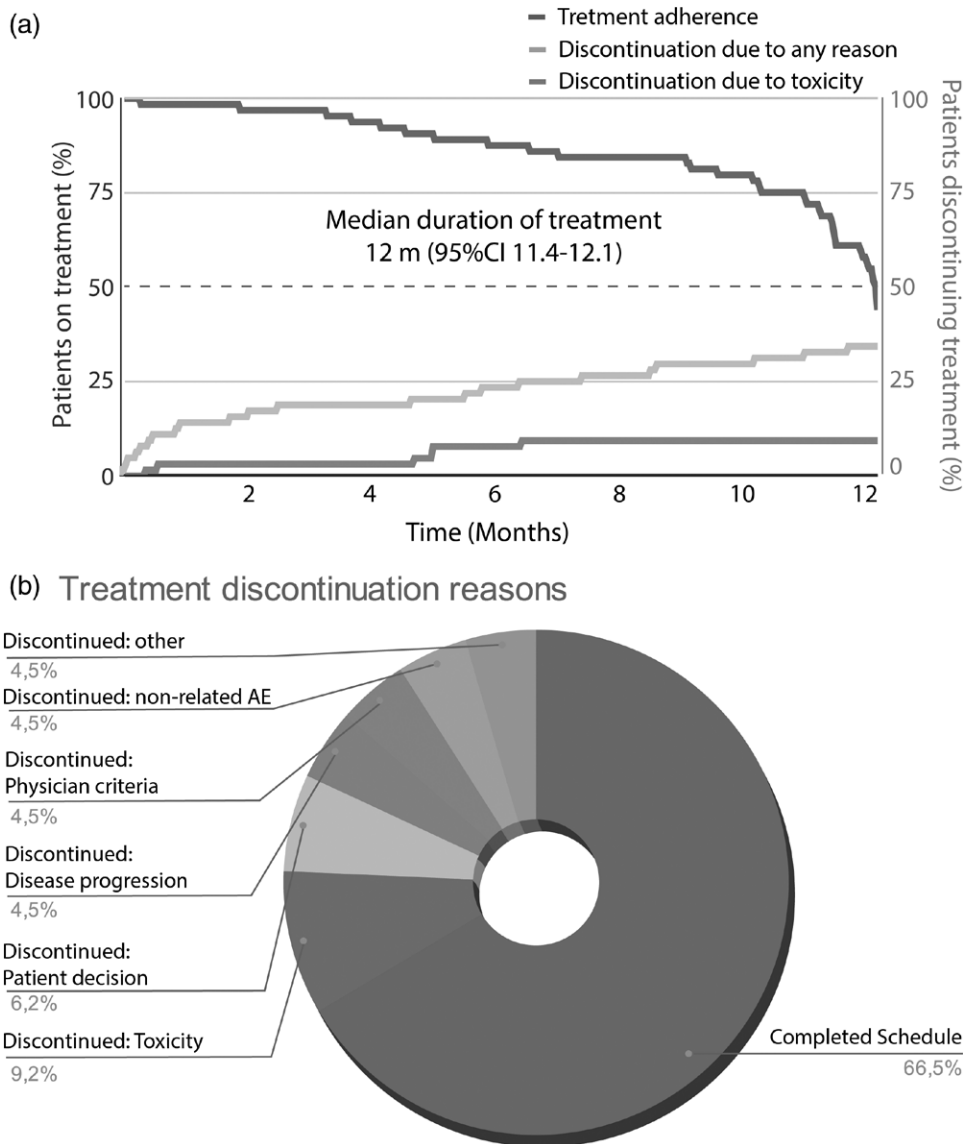 (a)
Tretment adherence
Discontinuation due to any reason
Discontinuation due to toxicity
Patients on treatment (%)
100
75
50
25
0
Median duration of treatment
12 m (95%CI 11.4-12.1)
100
75
50
25
0
Patients discontinuing treatment (%)
2 4 6 8 10 12
Time (Months)
(b) Treatment discontinuation reasons
Discontinued: other
4,5%
Discontinued: non-related AE
4,5%
Discontinued:
Physician criteria
4,5%
Discontinued:
Disease progression
4,5%
Discontinued:
Patient decision
6,2%
Discontinued: Toxicity
9,2%
Completed Schedule
66,5%